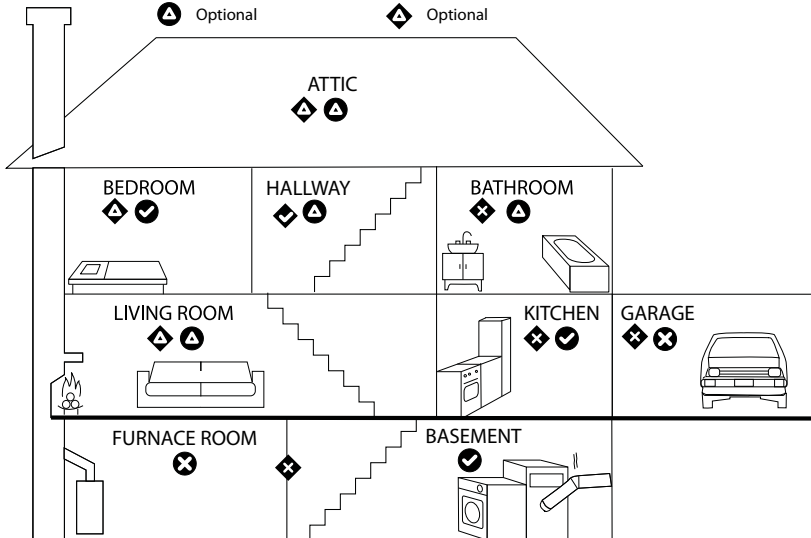 Optional Optional
ATTIC
BEDROOM HALLWAY BATHROOM
LIVING ROOM KITCHEN GARAGE
FURNACE ROOM BASEMENT